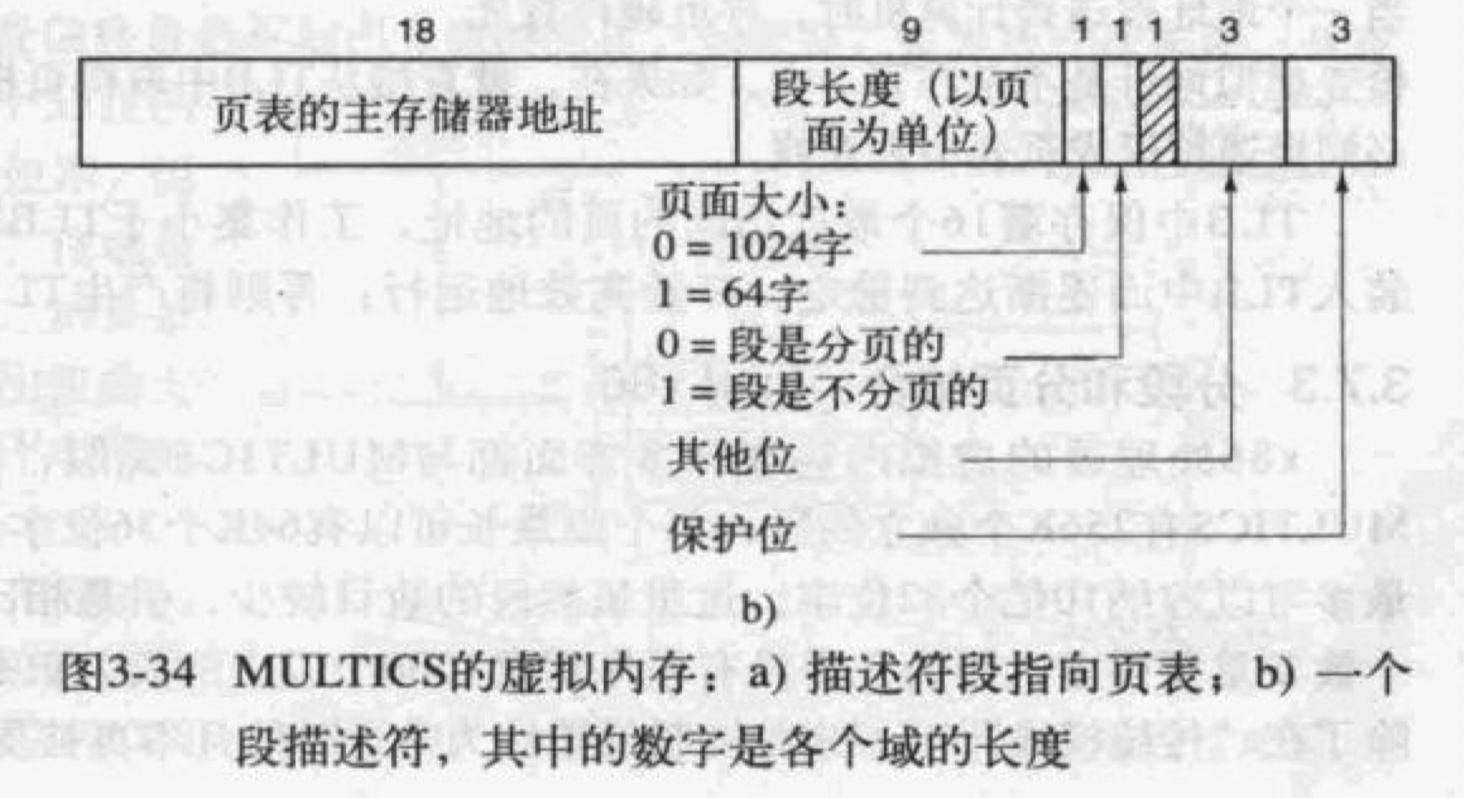 18 9 1 1 1 3 3
页表的主存储器地址
段长度（以页
面为单位）
页面大小：
0 = 1024字
1 = 64字
0 = 段是分页的
1 = 段是不分页的
其他位
保护位
b)
图3-34 MULTICS的虚拟内存：a) 描述符段指向页表；b) 一个
段描述符，其中的数字是各个域的长度